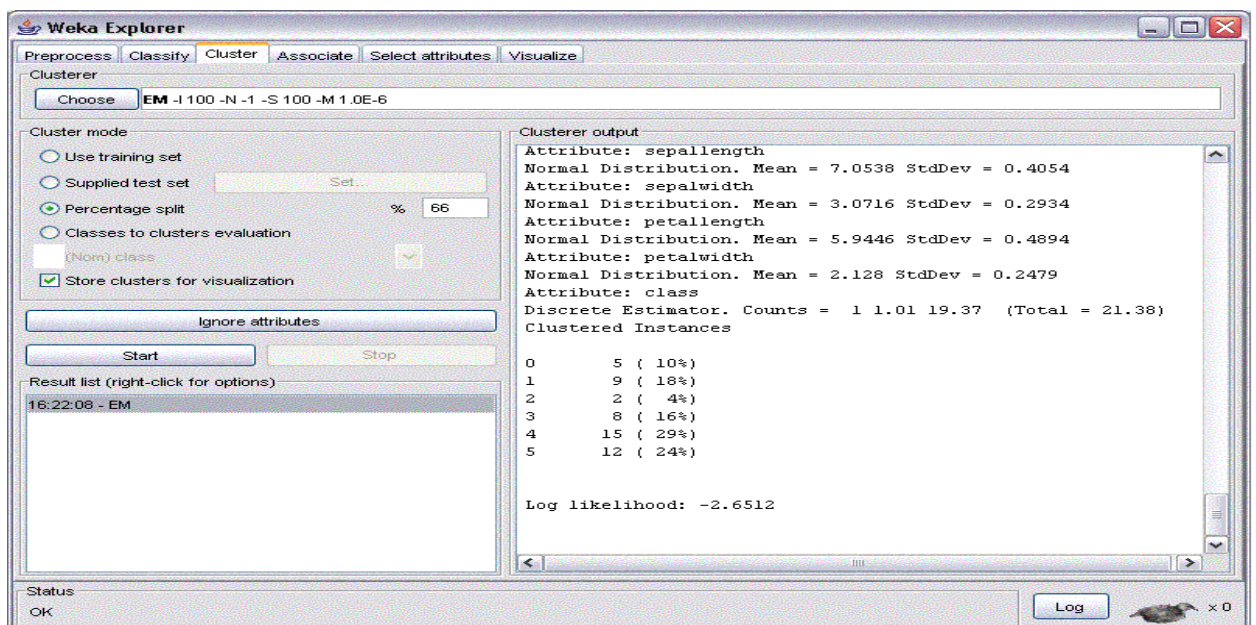 Weka Explorer
Preprocess Classify Cluster Associate Select attributes Visualize
Clusterer
Choose EM -I 100 -N -1 -S 100 -M 1.0E-6
Cluster mode
Use training set
Supplied test set Set...
Percentage split % 66
Classes to clusters evaluation
(Nom) class
Store clusters for visualization
Ignore attributes
Start Stop
Result list (right-click for options)
16:22:08 - EM
Clusterer output
Attribute: sepallength
Normal Distribution. Mean = 7.0538 StdDev = 0.4054
Attribute: sepalwidth
Normal Distribution. Mean = 3.0716 StdDev = 0.2934
Attribute: petallength
Normal Distribution. Mean = 5.9446 StdDev = 0.4894
Attribute: petalwidth
Normal Distribution. Mean = 2.128 StdDev = 0.2479
Attribute: class
Discrete Estimator. Counts = 1 1.01 19.37 (Total = 21.38)
Clustered Instances
0 5 ( 10%)
1 9 ( 18%)
2 2 ( 4%)
3 8 ( 16%)
4 15 ( 29%)
5 12 ( 24%)
Log likelihood: -2.6512
Status
OK
Log x 0